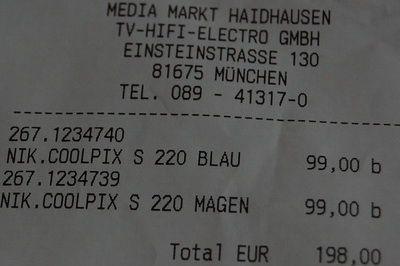 MEDIA MARKT HAIDHAUSEN
TV-HIFI-ELECTRO GMBH
EINSTEINSTRASSE 130
81675 MÜNCHEN
TEL. 089 - 41317-0
267.1234740
NIK.COOLPIX S 220 BLAU 99,00 b
267.1234739
NIK.COOLPIX S 220 MAGEN 99,00 b
Total EUR 198,00